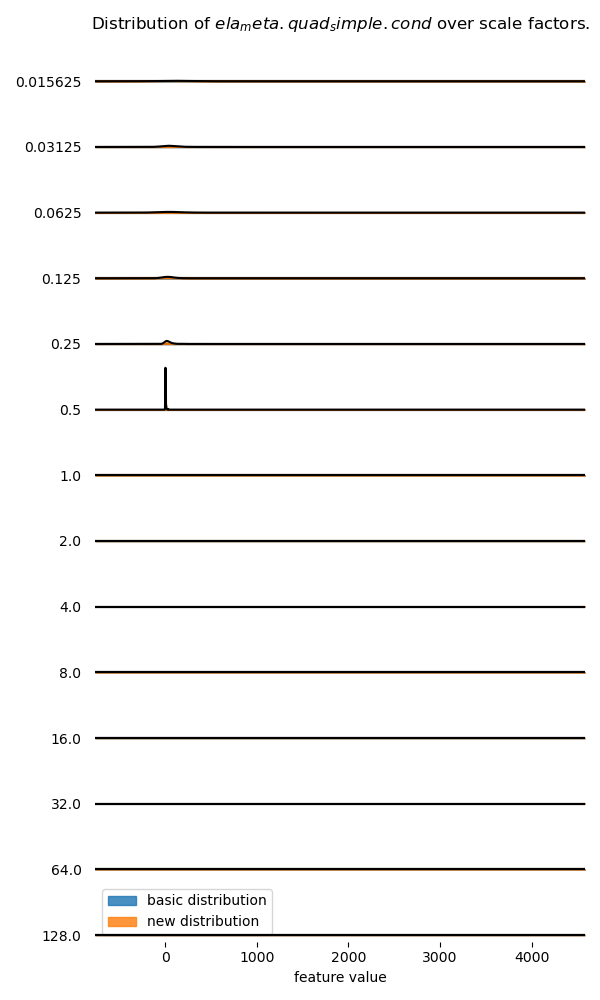 Distribution of elaₘeta.quadₛimple.cond over scale factors.
0.015625
0.03125
0.0625
0.125
0.25
0.5
1.0
2.0
4.0
8.0
16.0
32.0
64.0
basic distribution
new distribution
128.0
0 1000 2000 3000 4000
feature value